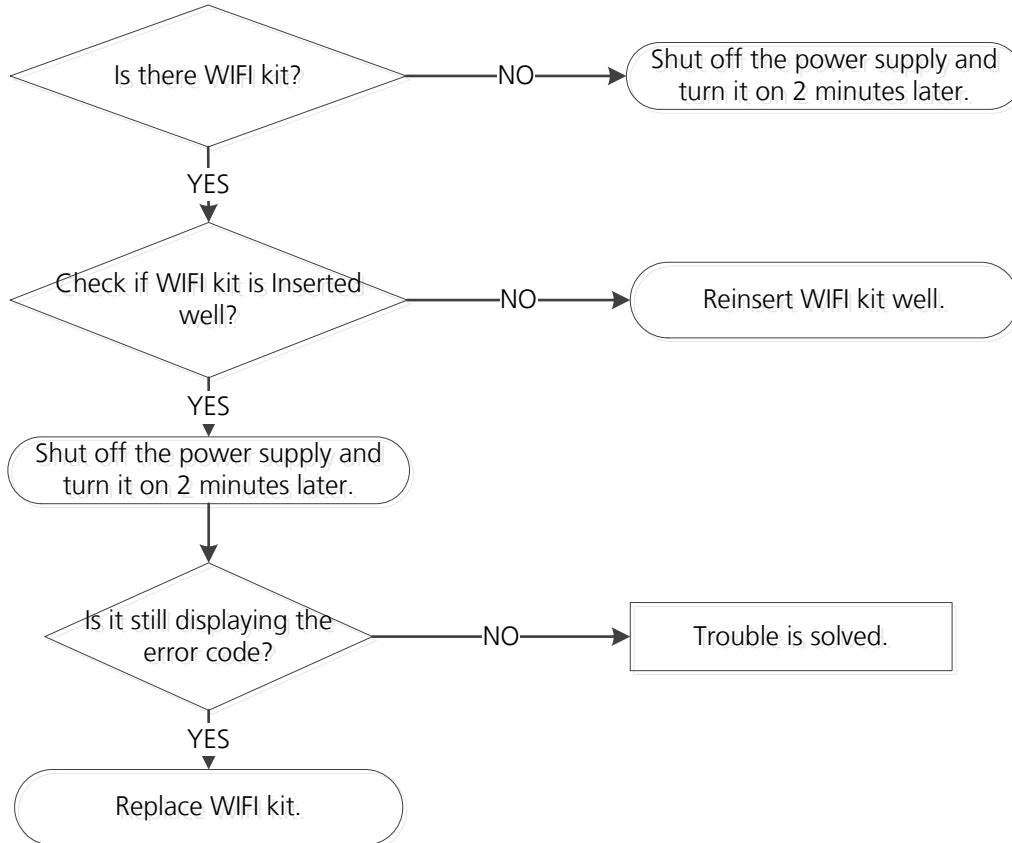 Is there WIFI kit?
NO
Shut off the power supply and
turn it on 2 minutes later.
YES
Check if WIFI kit is Inserted
well?
NO
Reinsert WIFI kit well.
YES
Shut off the power supply and
turn it on 2 minutes later.
Is it still displaying the
error code?
NO
Trouble is solved.
YES
Replace WIFI kit.